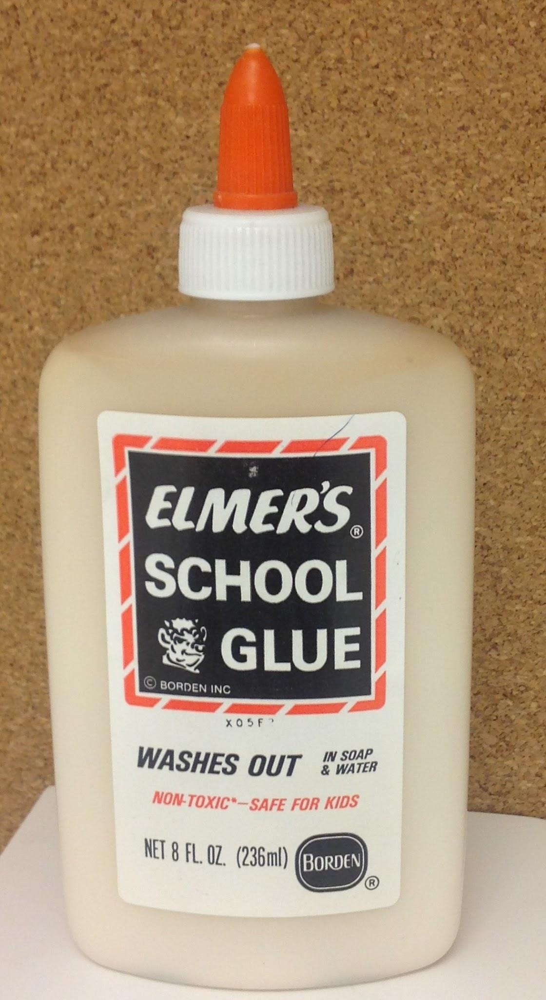 ELMER'S®
SCHOOL
GLUE
© BORDEN INC
WASHES OUT IN SOAP
& WATER
NON-TOXIC*—SAFE FOR KIDS
NET 8 FL. OZ. (236ml)
BORDEN®